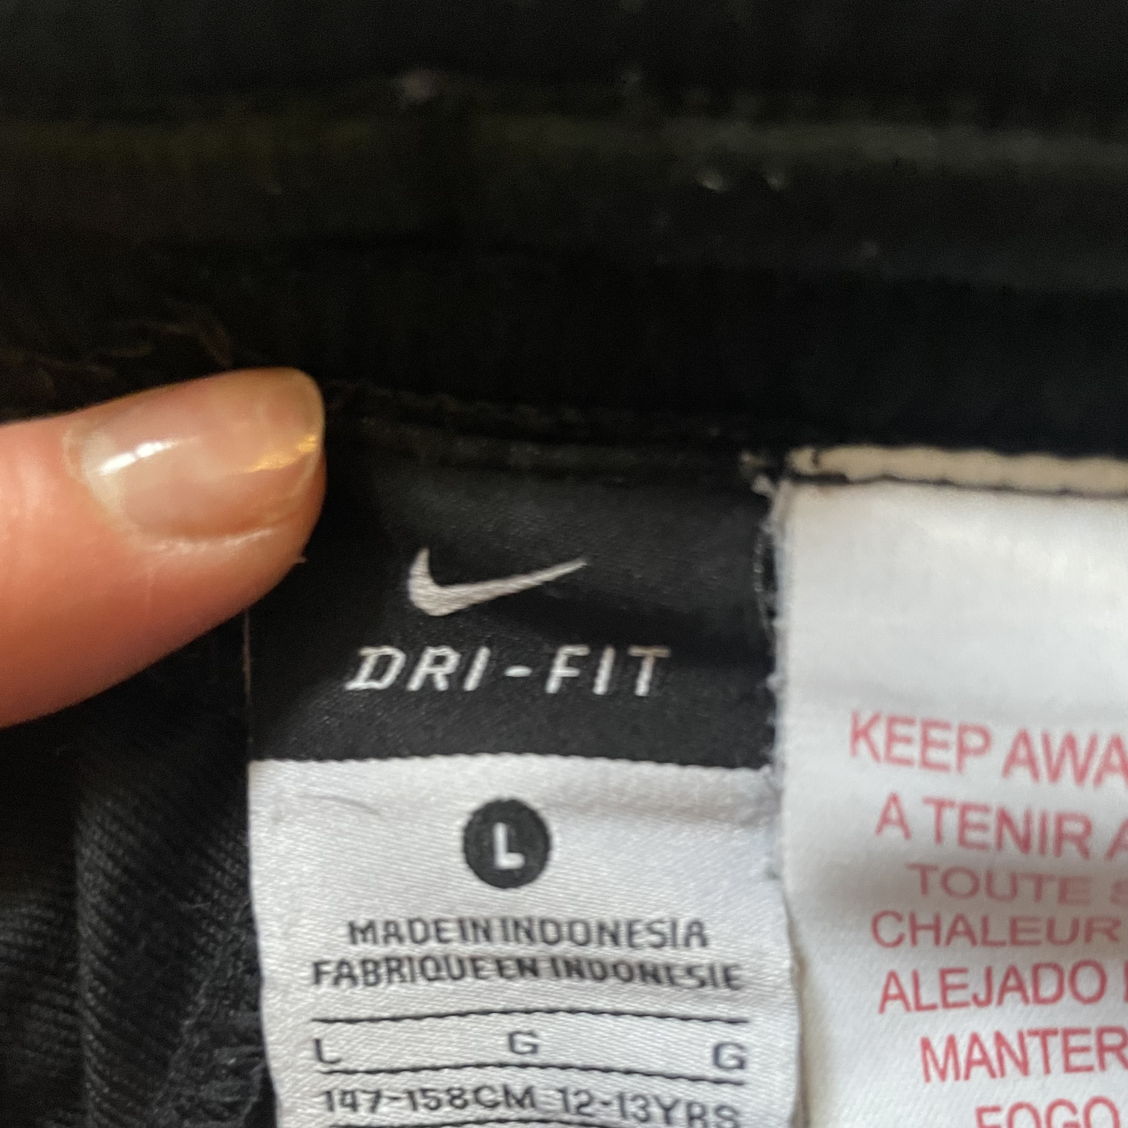 DRI-FIT
L
MADE IN INDONESIA
FABRIQUE EN INDONESIE
L G G
147-158CM 12-13YRS
KEEP AWA
A TENIR A
TOUTE S
CHALEUR
ALEJADO
MANTER
FOGO